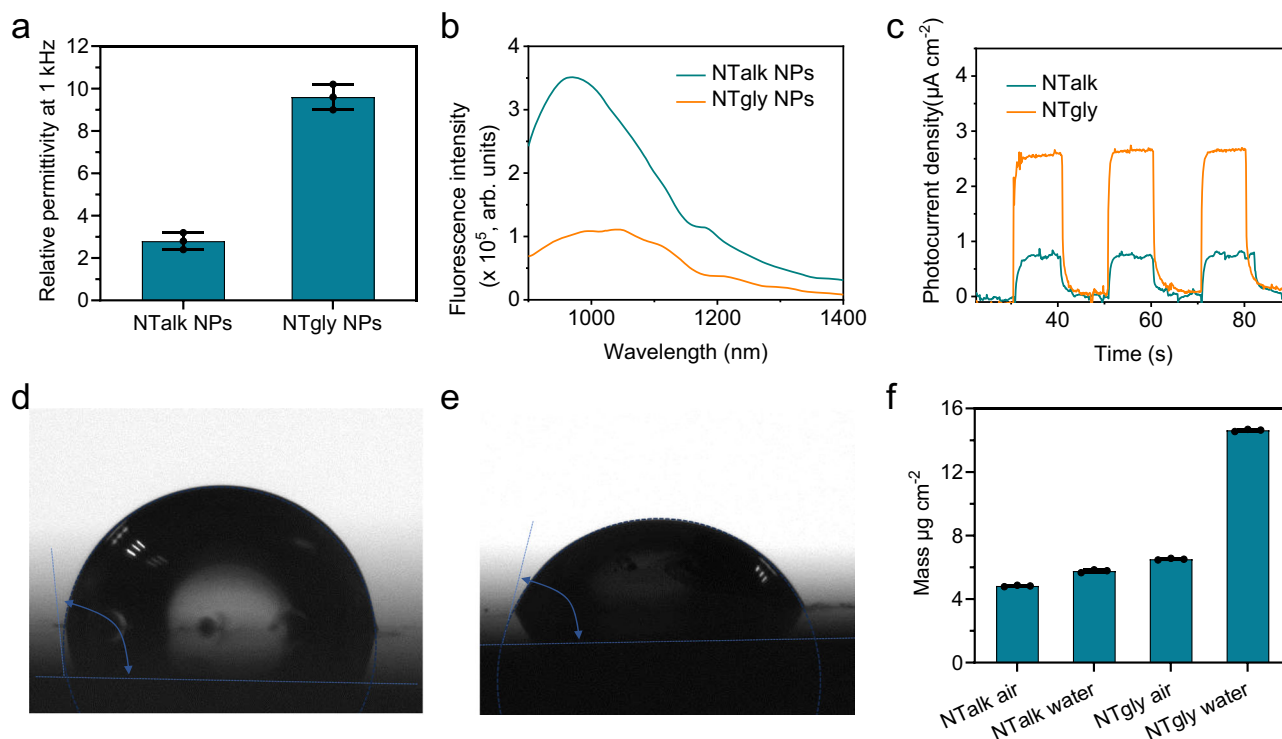 a
Relative permittivity at 1 kHz
12
10
8
6
4
2
0
NTalk NPs
NTgly NPs
b
Fluorescence intensity
(x 10⁵, arb. units)
4
3
2
1
0
NTalk NPs
NTgly NPs
1000
1200
1400
Wavelength (nm)
c
Photocurrent density(µA cm⁻²)
5
4
3
2
1
0
NTalk
NTgly
40
60
80
Time (s)
d
e
f
Mass µg cm⁻²
16
12
8
4
0
NTalk air
NTalk water
NTgly air
NTgly water